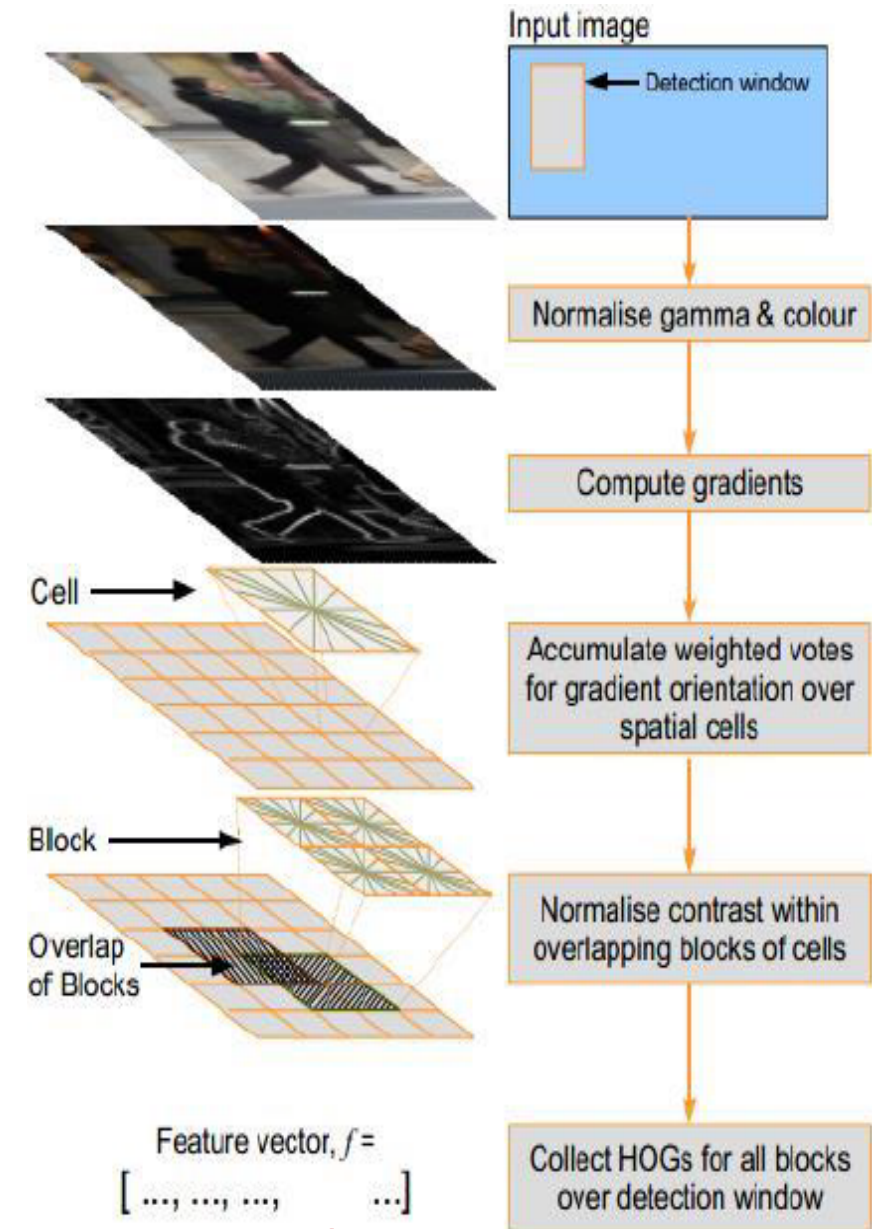 Input image
Detection window
Normalise gamma & colour
Compute gradients
Cell
Accumulate weighted votes
for gradient orientation over
spatial cells
Block
Normalise contrast within
overlapping blocks of cells
Overlap
of Blocks
Feature vector, f =
[ ..., ..., ..., ...]
Collect HOGs for all blocks
over detection window